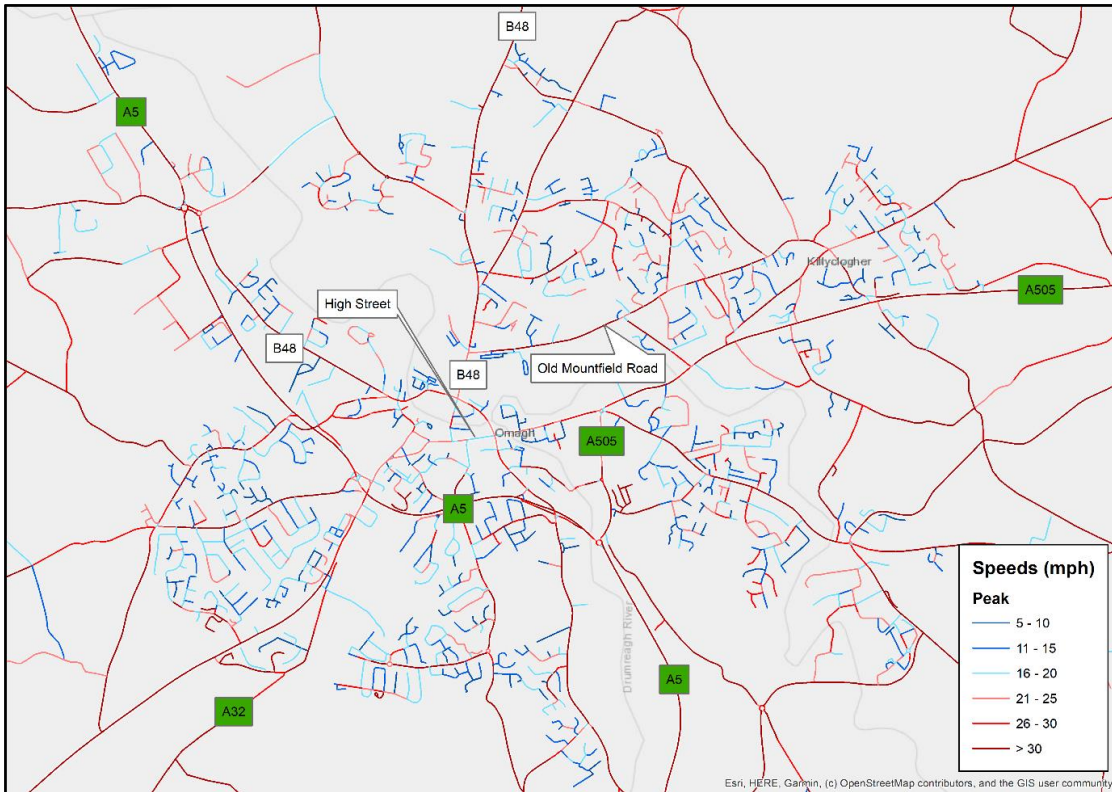 B48
A5
Killyclogher
A505
High Street
B48
Old Mountfield Road
B48
Omagh
A505
A5
Drumreagh River
A5
A32
Speeds (mph)
Peak
5 - 10
11 - 15
16 - 20
21 - 25
26 - 30
> 30
Esri, HERE, Garmin, (c) OpenStreetMap contributors, and the GIS user community